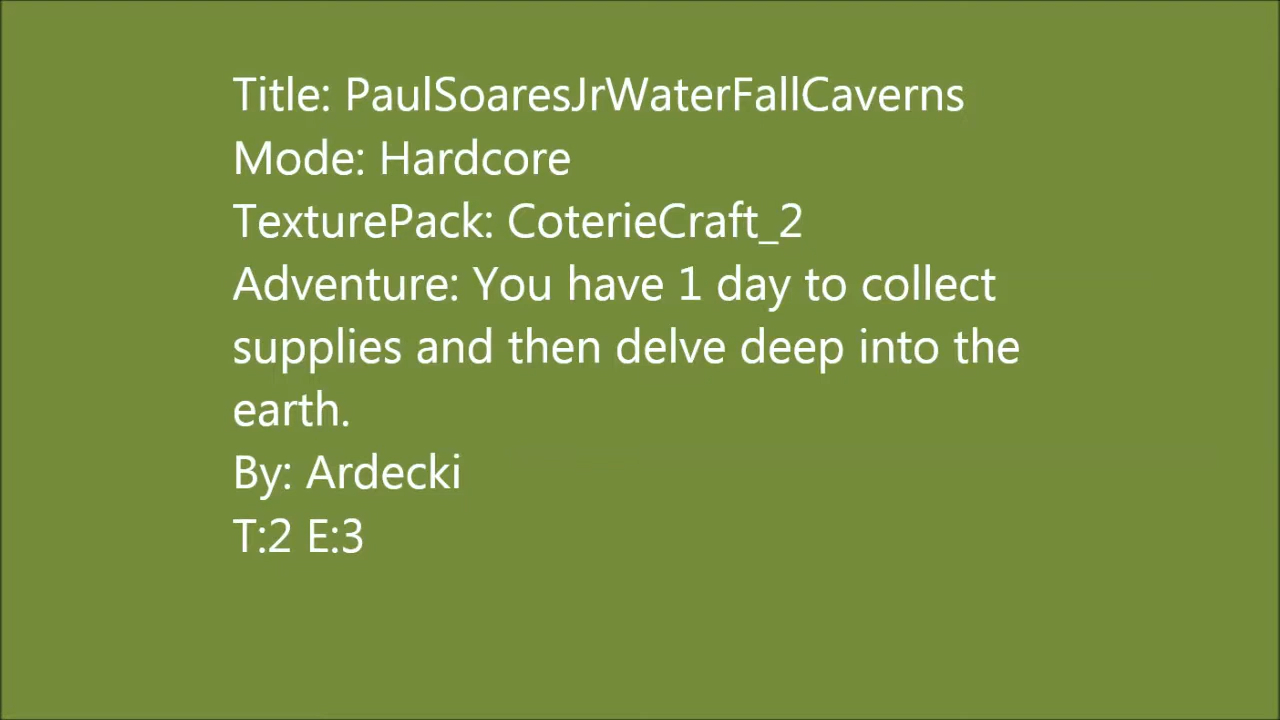 Title: PaulSoaresJrWaterFallCaverns
Mode: Hardcore
TexturePack: CoterieCraft_2
Adventure: You have 1 day to collect
supplies and then delve deep into the
earth.
By: Ardecki
T:2 E:3